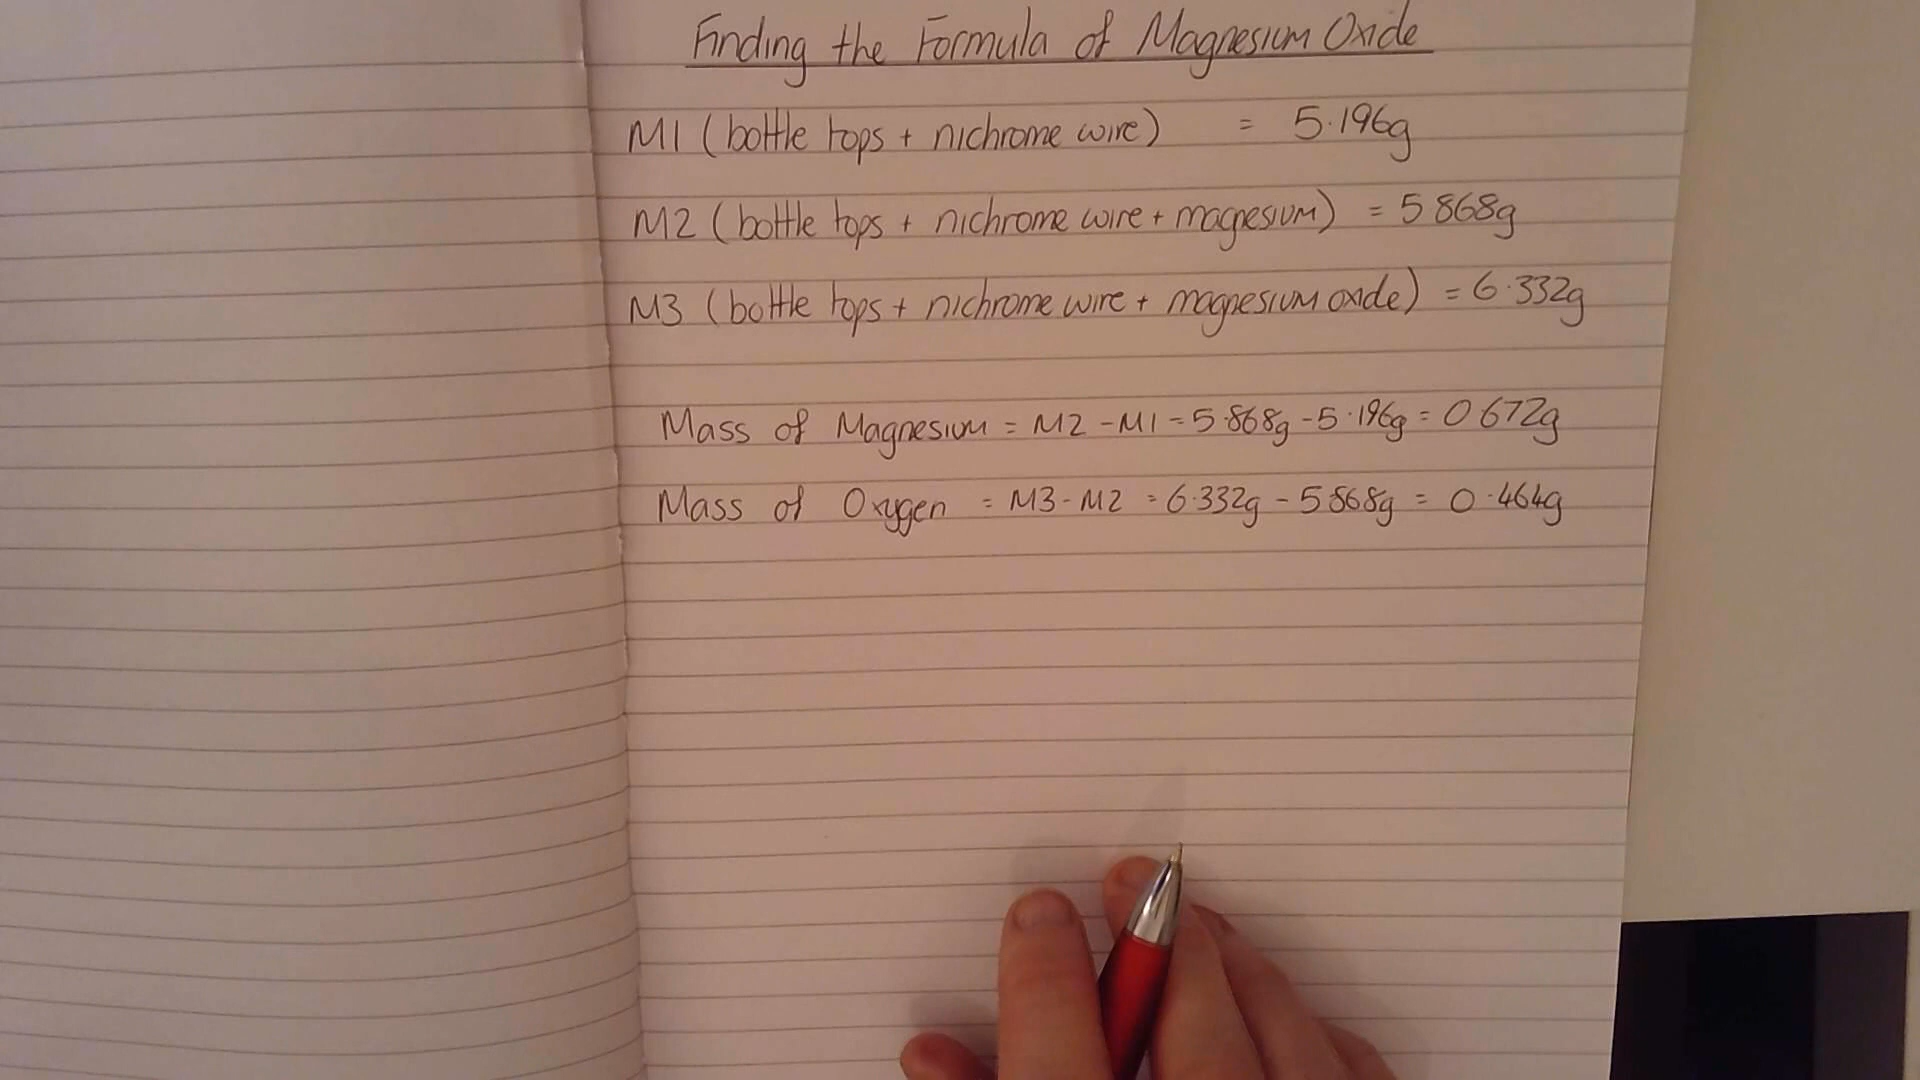 Finding the Formula of Magnesium Oxide
M1 (bottle tops + nichrome wire) = 5.196g
M2 (bottle tops + nichrome wire + magnesium) = 5.868g
M3 (bottle tops + nichrome wire + magnesium oxide) = 6.332g
Mass of Magnesium = M2 - M1 = 5.868g - 5.196g = 0.672g
Mass of Oxygen = M3 - M2 = 6.332g - 5.868g = 0.464g